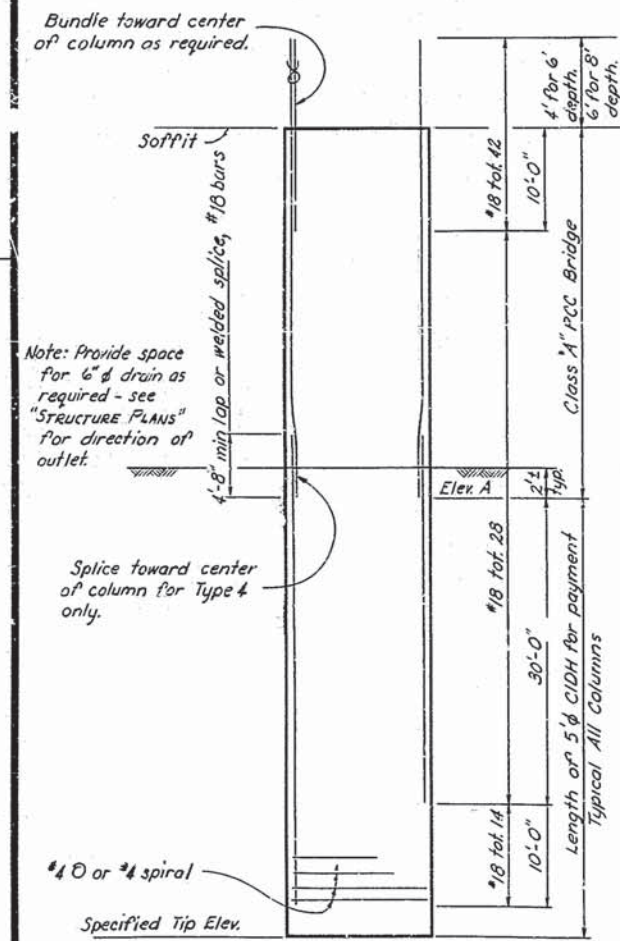 Bundle toward center
of column as required.
Soffit
4' for 6'
depth.
6' for 8'
depth.
#18 tot. 42
10'-0"
4'-8" min lap or welded splice, #18 bars
Class "A" PCC Bridge
Note: Provide space
for 6" ø drain as
required - see
"STRUCTURE PLANS"
for direction of
outlet.
Elev. A
2'±
typ.
Splice toward center
of column for Type 4
only.
#18 tot. 28
30'-0"
Length of 5' ø CIDH for payment
Typical All Columns
#18 tot. 14
10'-0"
#4 or #4 spiral
Specified Tip Elev.